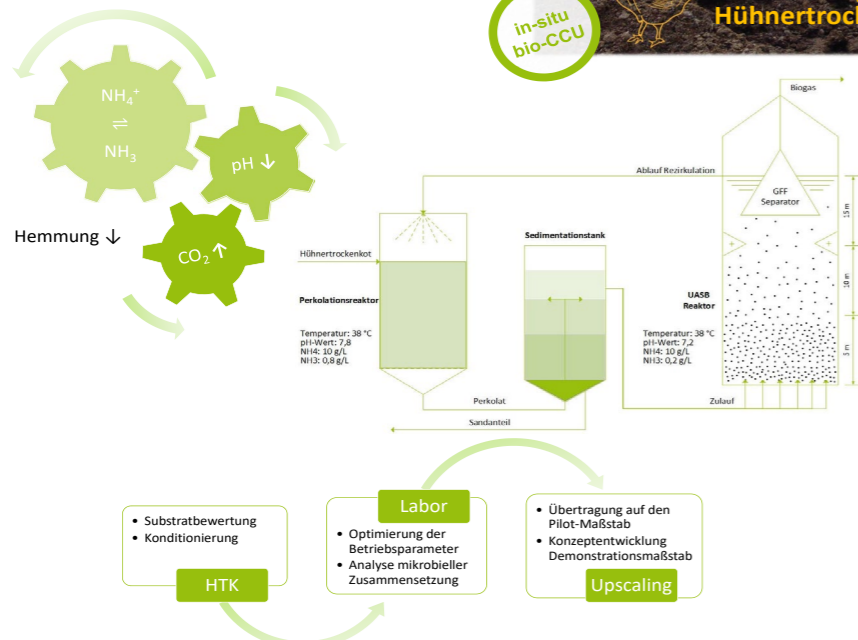 in-situ
bio-CCU
NH₄⁺
⇌
NH₃
pH ↓
CO₂ ↑
Hemmung ↓
Biogas
Ablauf Rezirkulation
GFF
Separator
15 m
10 m
5 m
Hühnertrockenkot
Perkolationsreaktor
Temperatur: 38 °C
pH-Wert: 7,8
NH4: 10 g/L
NH3: 0,8 g/L
Sedimentationstank
UASB
Reaktor
Temperatur: 38 °C
pH-Wert: 7,2
NH4: 10 g/L
NH3: 0,2 g/L
Perkolat
Zulauf
Sandanteil
• Substratbewertung
• Konditionierung
HTK
Labor
• Optimierung der
Betriebsparameter
• Analyse mikrobieller
Zusammensetzung
• Übertragung auf den
Pilot-Maßstab
• Konzeptentwicklung
Demonstrationsmaßstab
Upscaling